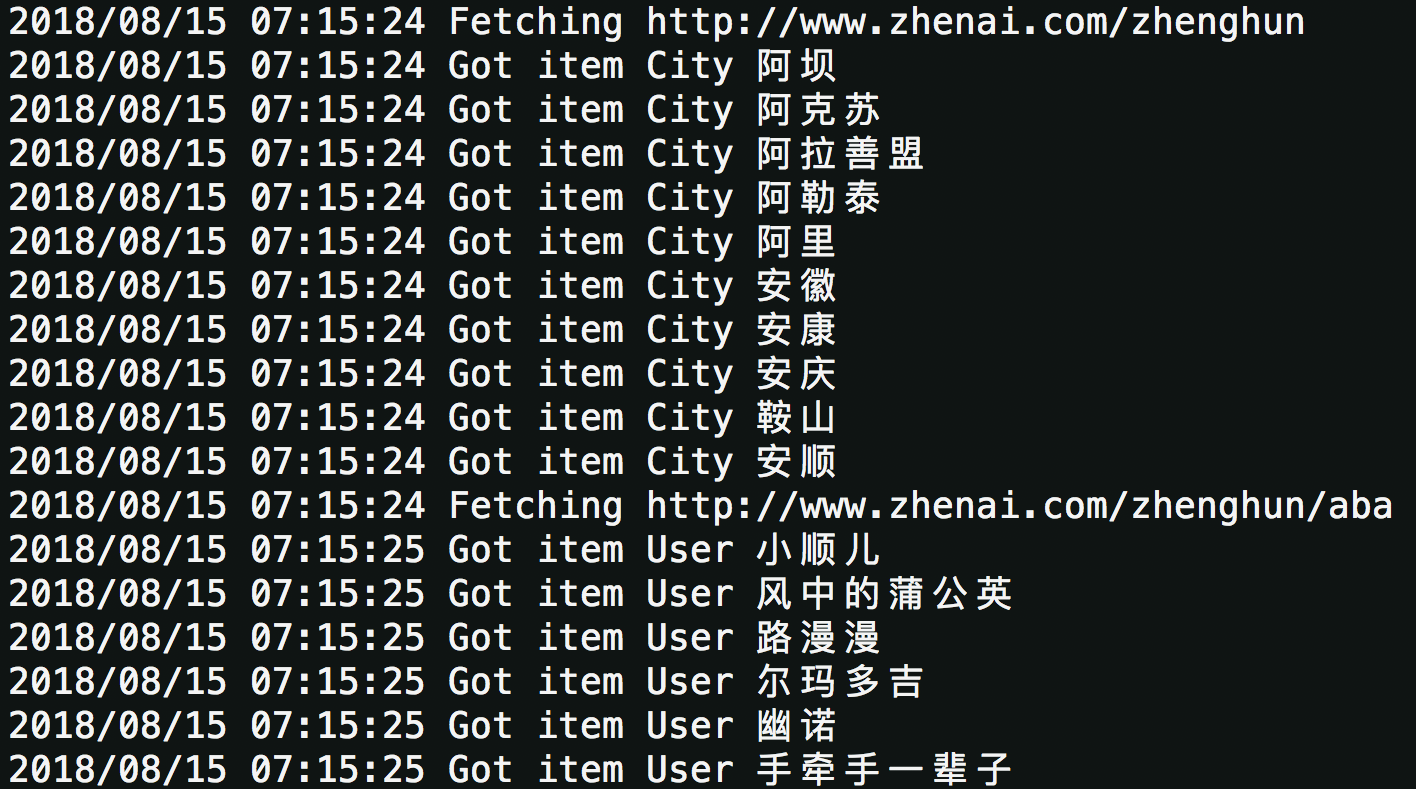 2018/08/15 07:15:24 Fetching http://www.zhenai.com/zhenghun
2018/08/15 07:15:24 Got item City 阿坝
2018/08/15 07:15:24 Got item City 阿克苏
2018/08/15 07:15:24 Got item City 阿拉善盟
2018/08/15 07:15:24 Got item City 阿勒泰
2018/08/15 07:15:24 Got item City 阿里
2018/08/15 07:15:24 Got item City 安徽
2018/08/15 07:15:24 Got item City 安康
2018/08/15 07:15:24 Got item City 安庆
2018/08/15 07:15:24 Got item City 鞍山
2018/08/15 07:15:24 Got item City 安顺
2018/08/15 07:15:24 Fetching http://www.zhenai.com/zhenghun/aba
2018/08/15 07:15:25 Got item User 小顺儿
2018/08/15 07:15:25 Got item User 风中的蒲公英
2018/08/15 07:15:25 Got item User 路漫漫
2018/08/15 07:15:25 Got item User 尔玛多吉
2018/08/15 07:15:25 Got item User 幽诺
2018/08/15 07:15:25 Got item User 手牵手一辈子